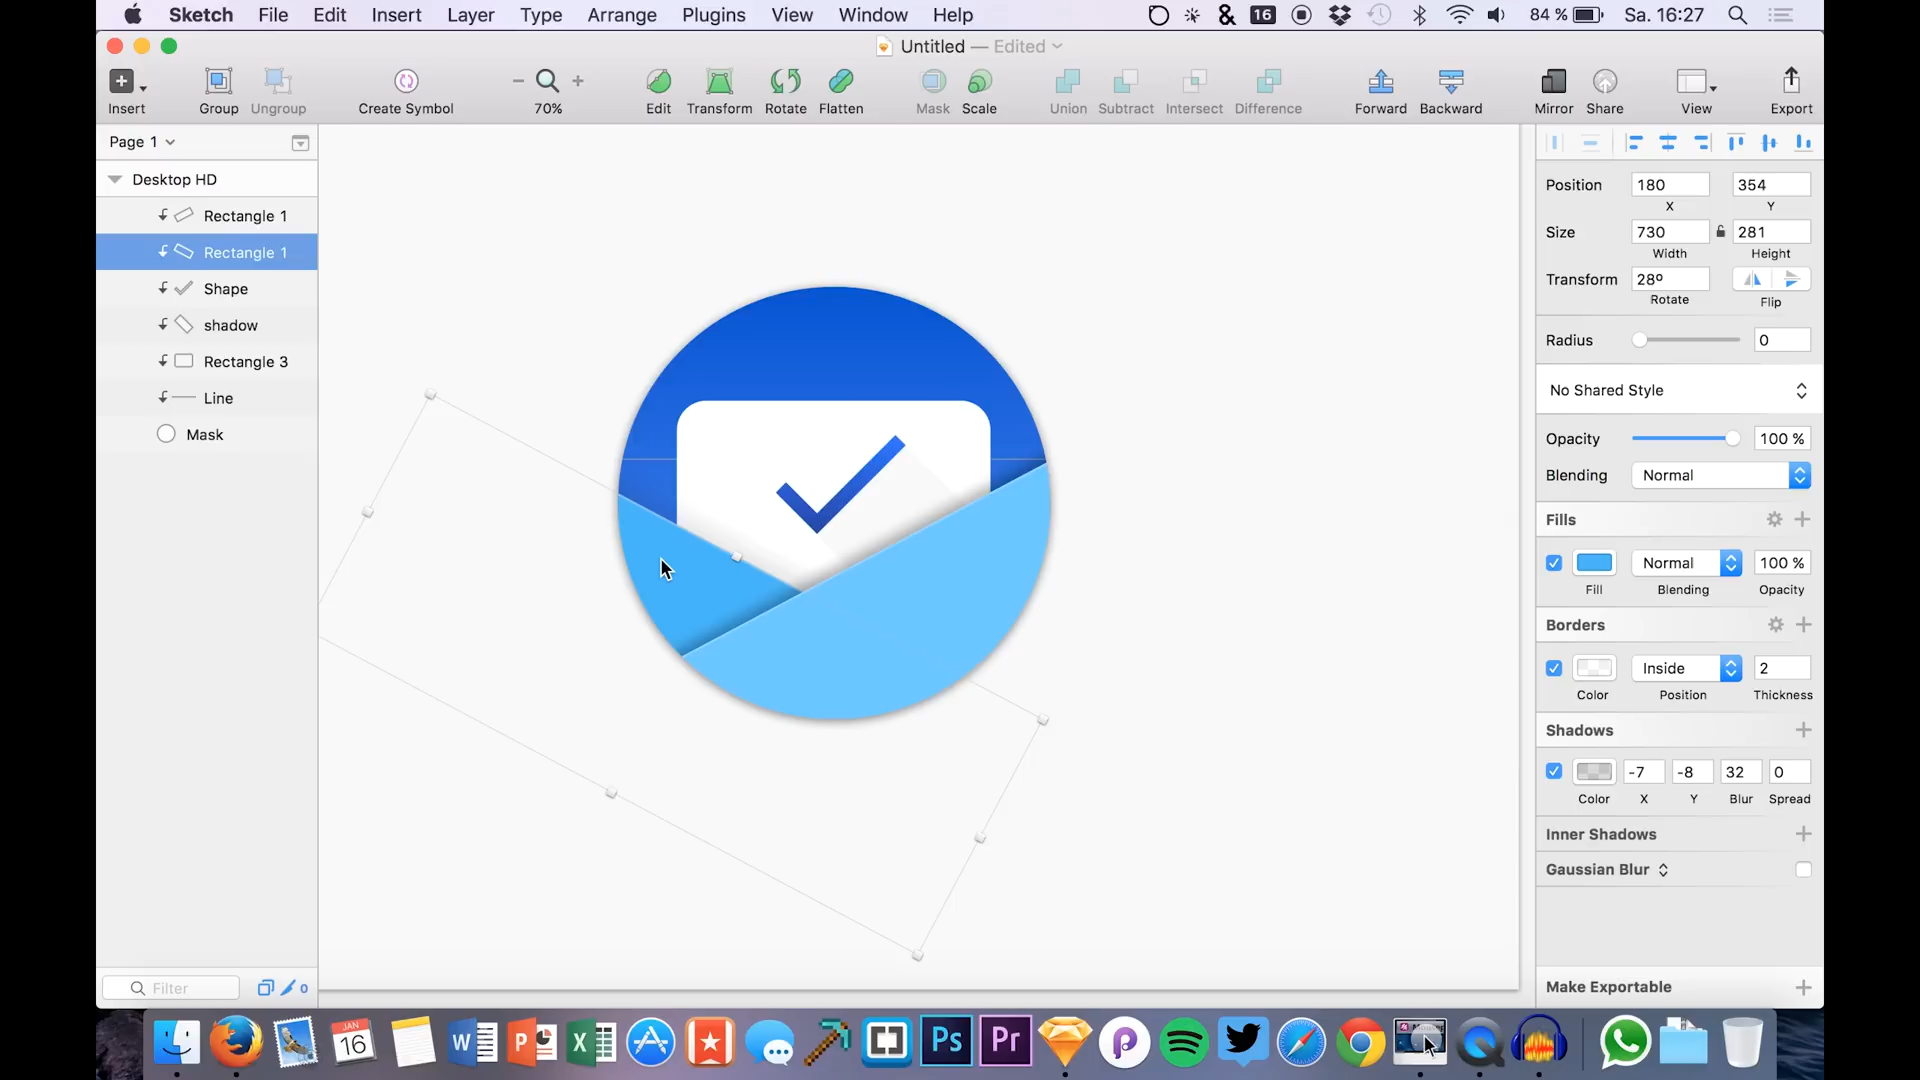 Sketch File Edit Insert Layer Type Arrange Plugins View Window Help 16 84 % Sa. 16:27
Untitled — Edited
Insert Group Ungroup Create Symbol 70% Edit Transform Rotate Flatten Mask Scale Union Subtract Intersect Difference Forward Backward Mirror Share View Export
Page 1
Desktop HD
Rectangle 1
Rectangle 1
Shape
shadow
Rectangle 3
Line
Mask
Filter 0
Position 180 354
X Y
Size 730 281
Width Height
Transform 28º
Rotate Flip
Radius 0
No Shared Style
Opacity 100 %
Blending Normal
Fills
Normal 100 %
Fill Blending Opacity
Borders
Inside 2
Color Position Thickness
Shadows
-7 -8 32 0
Color X Y Blur Spread
Inner Shadows
Gaussian Blur
Make Exportable
JAN
16
W P X Ps Pr